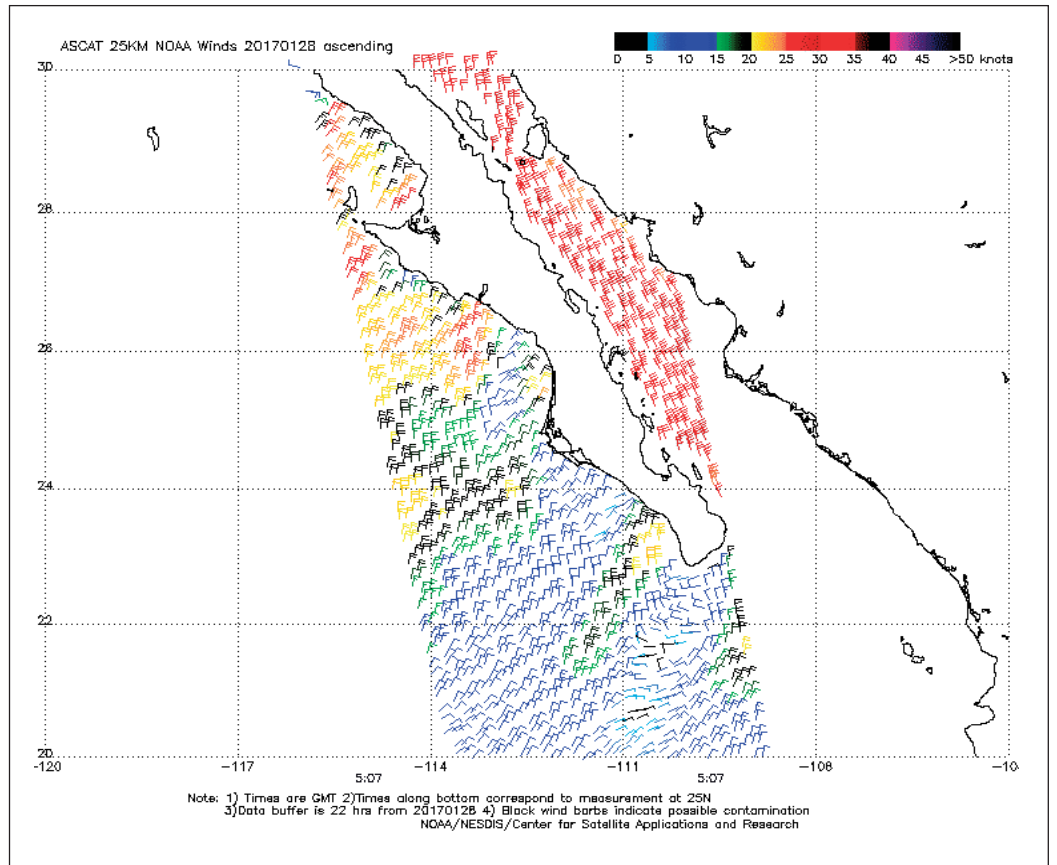 ASCAT 25KM NOAA Winds 20170128 ascending
0 5 10 15 20 25 30 35 40 45 >50 knots
30
28
26
24
22
20
-120 -117 -114 -111 -108 -10
5:07 5:07
Note: 1) Times are GMT 2)Times along bottom correspond to measurement at 25N
3)Data buffer is 22 hrs from 20170128 4) Black wind barbs indicate possible contamination
NOAA/NESDIS/Center for Satellite Applications and Research